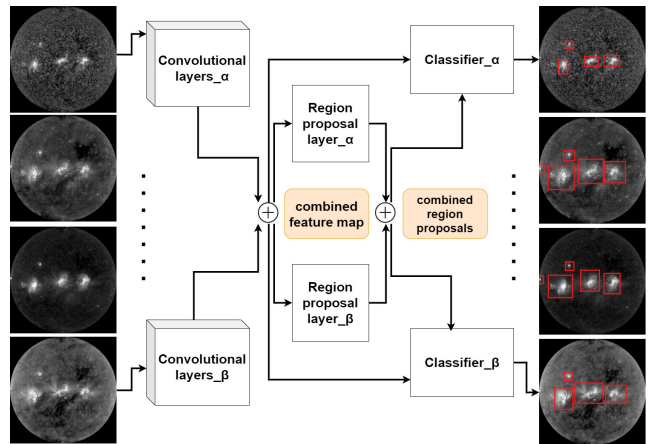 Convolutional
layers_α
Classifier_α
Region
proposal
layer_α
combined
feature map
combined
region
proposals
Region
proposal
layer_β
Convolutional
layers_β
Classifier_β